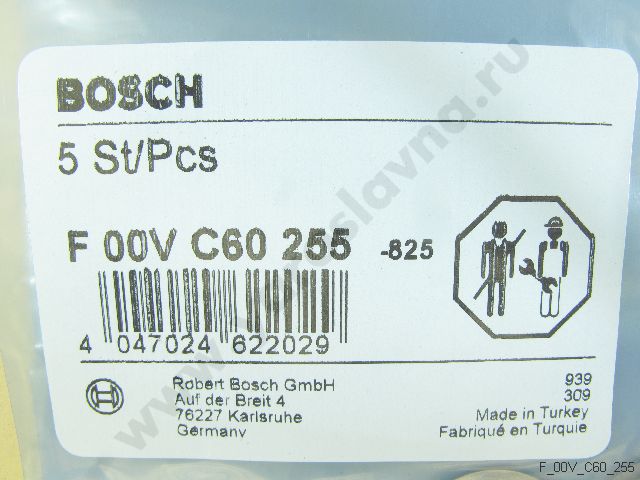 BOSCH
5 St/Pcs
F 00V C60 255 -825
4 047024 622029
Robert Bosch GmbH
Auf der Breit 4
76227 Karlsruhe
Germany
939
309
Made in Turkey
Fabriqué en Turquie
F_00V_C60_255